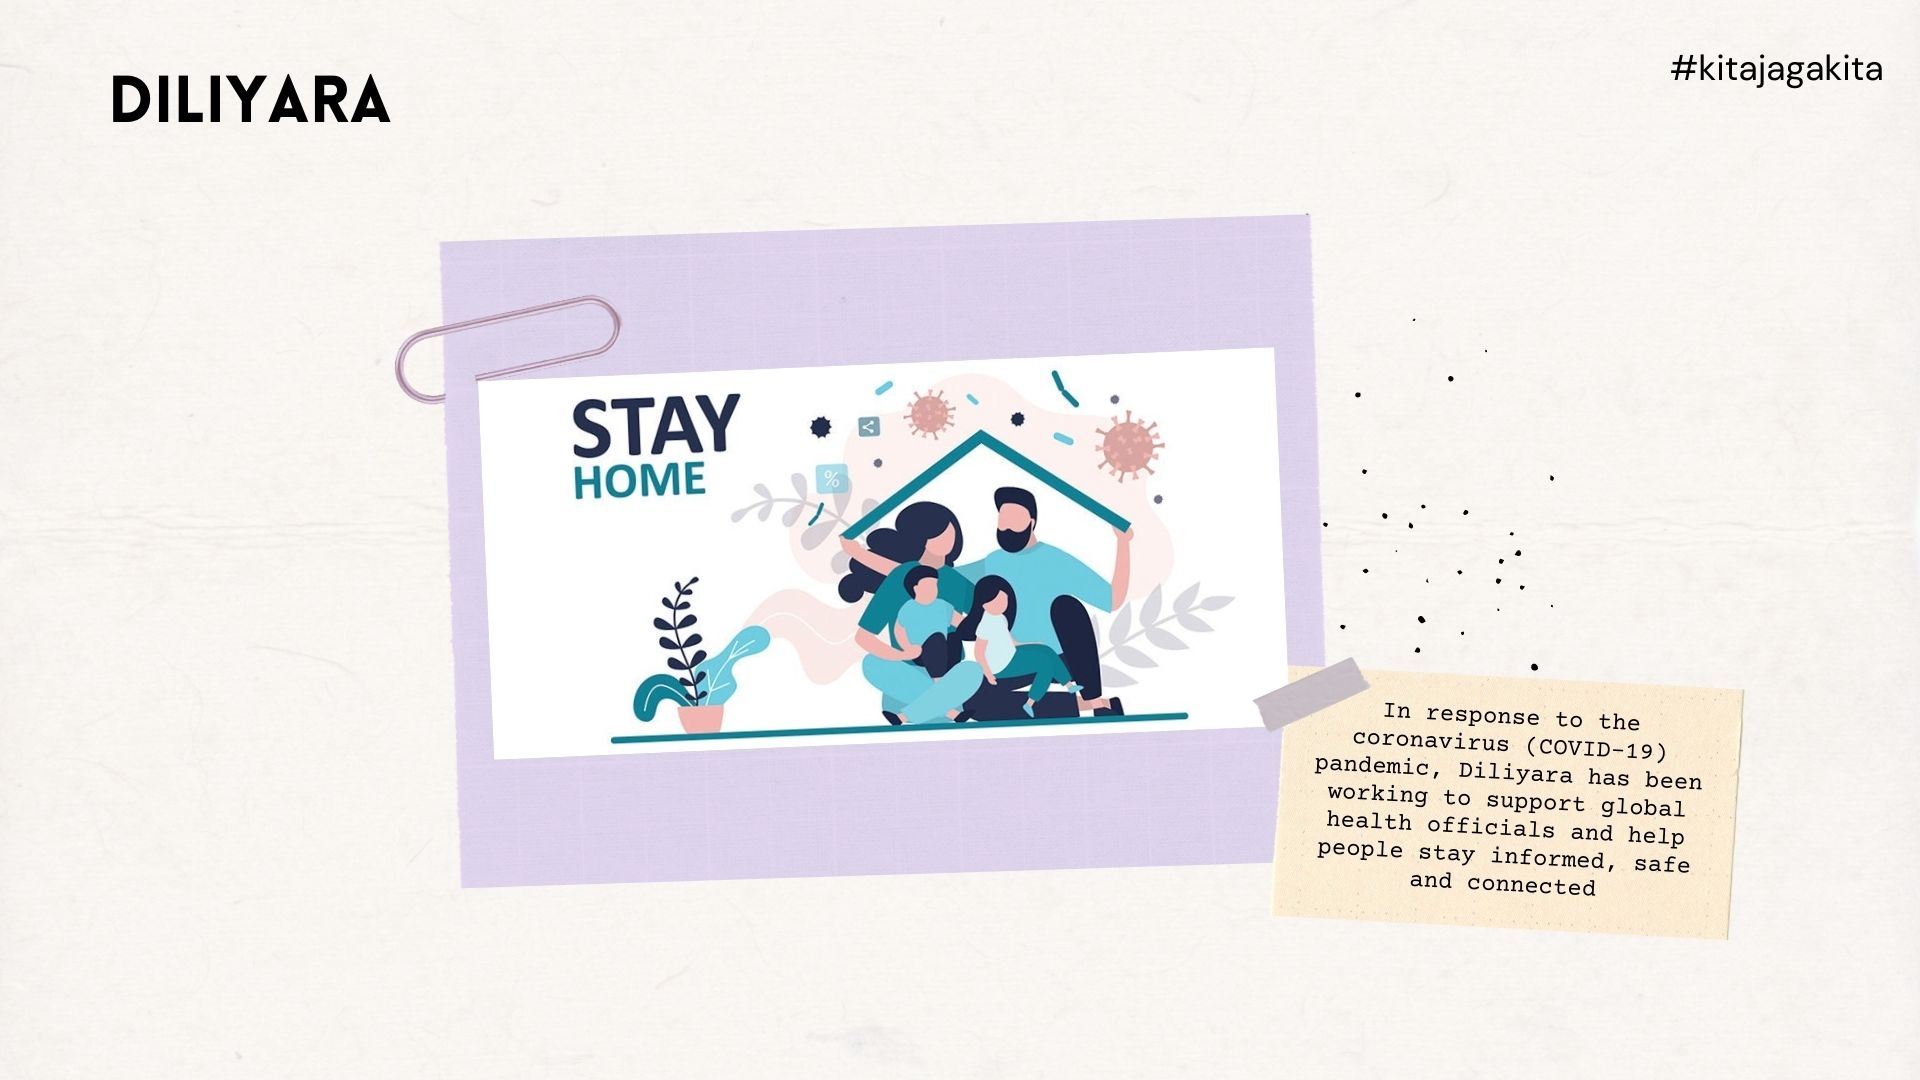 DILIYARA
#kitajagakita
STAY
HOME
%
In response to the
coronavirus (COVID-19)
pandemic, Diliyara has been
working to support global
health officials and help
people stay informed, safe
and connected